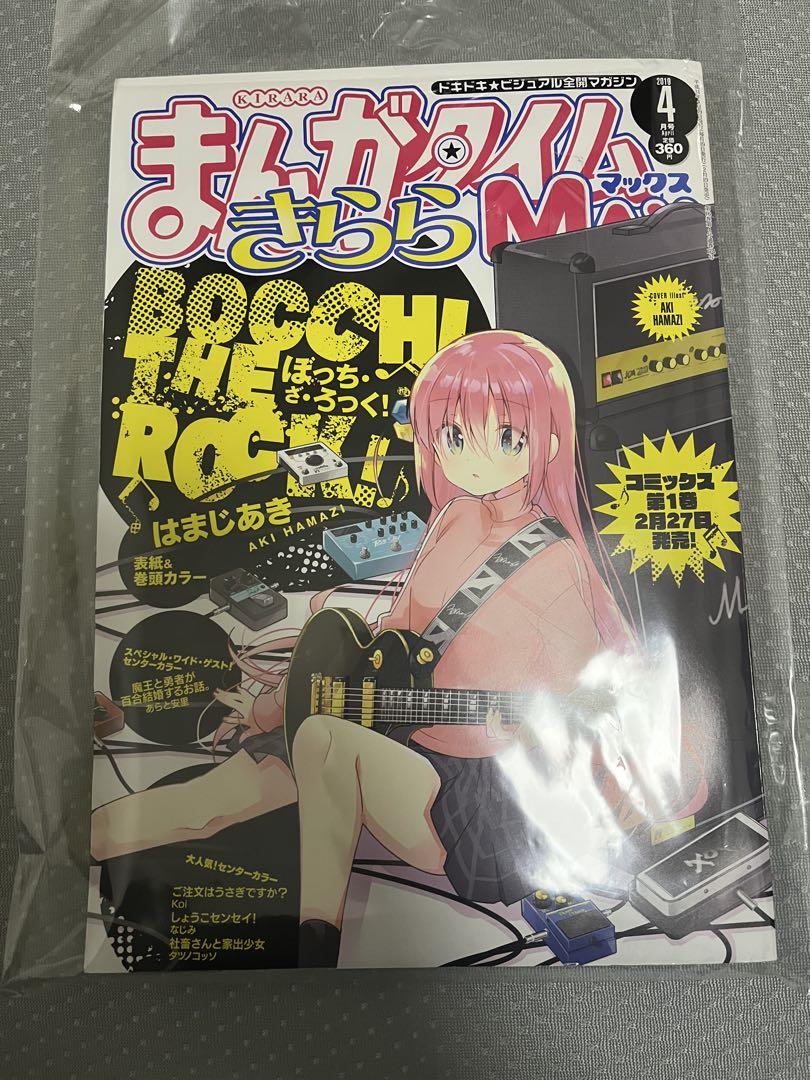 ドキドキ★ビジュアル全開マガジン
2019
4
月号
April
定価
360
円
KIRARA
まんがタイム
きらら
マックス
BOCCHI
THE
ROCK!
ぼっち・
ざ・ろっく!
はまじあき
AKI HAMAZI
表紙&
巻頭カラー
COVER illust
AKI
HAMAZI
コミックス
第1巻
2月27日
発売!
スペシャル・ワイド・ゲスト!
センターカラー
魔王と勇者が
百合結婚するお話。
あらと安里
大人気!センターカラー
ご注文はうさぎですか?
Koi
しょうこセンセイ!
なじみ
社畜さんと家出少女
タツノコッソ